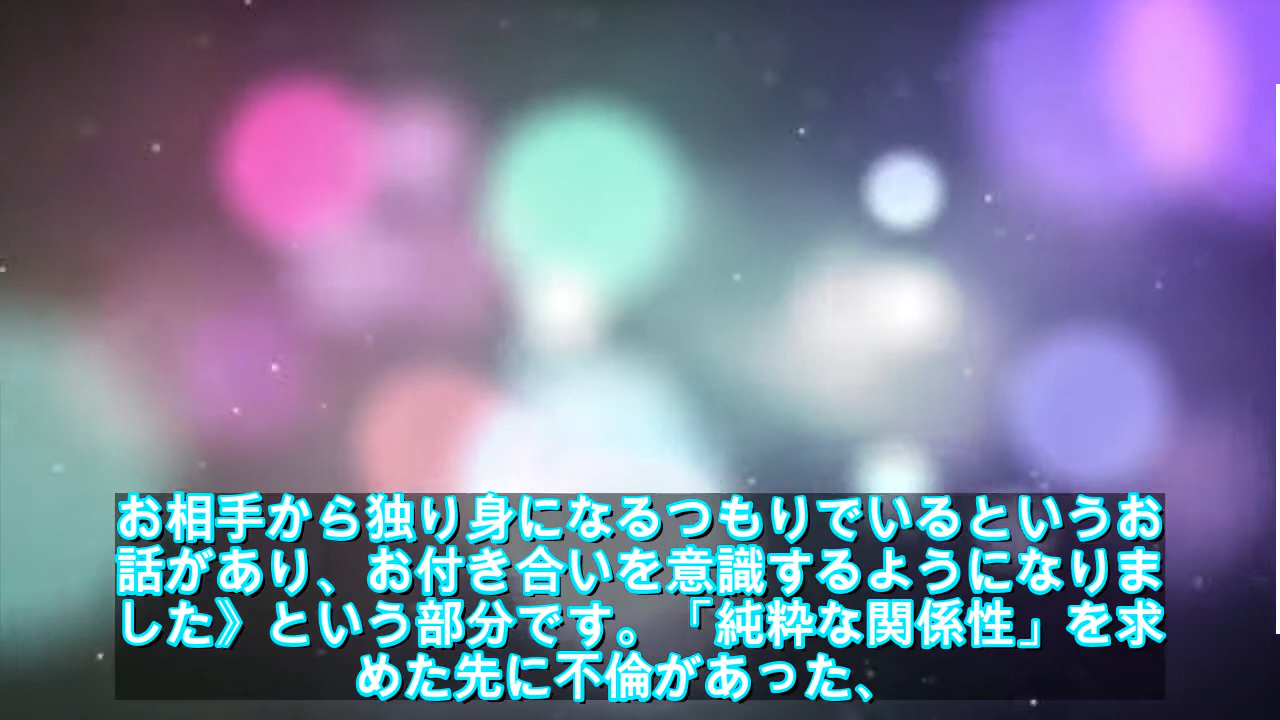 お相手から独り身になるつもりでいるというお
話があり、お付き合いを意識するようになりま
した》という部分です。「純粋な関係性」を求
めた先に不倫があった、